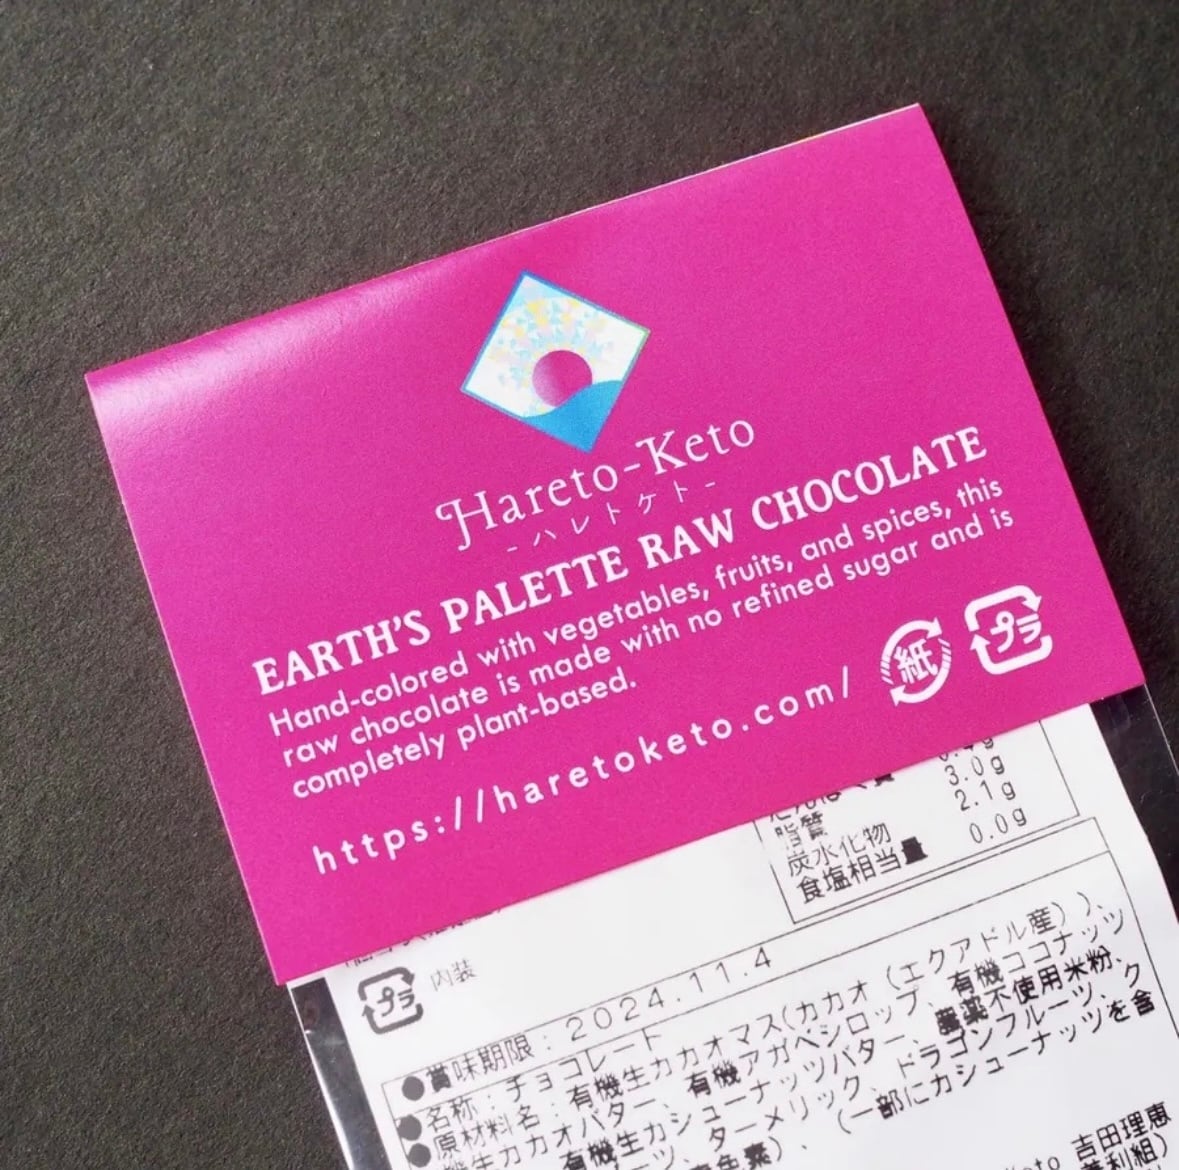 Hareto-Keto
-ハレトケト-
EARTH'S PALETTE RAW CHOCOLATE
Hand-colored with vegetables, fruits, and spices, this
raw chocolate is made with no refined sugar and is
completely plant-based.
https://haretoketo.com/
紙
プラ
3.0g
脂質 2.1g
炭水化物 0.0g
食塩相当量
プラ 内装
●賞味期限：2024.11.4
●名称：チョコレート
●原材料名：有機生カカオマス(カカオ（エクアドル産）)、
カカオバター、有機アガベシロップ、有機ココナッツ
有機生カシューナッツバター、農薬不使用米粉、
ターメリック、ドラゴンフルーツ、ク
（一部にカシューナッツを含
吉田理恵